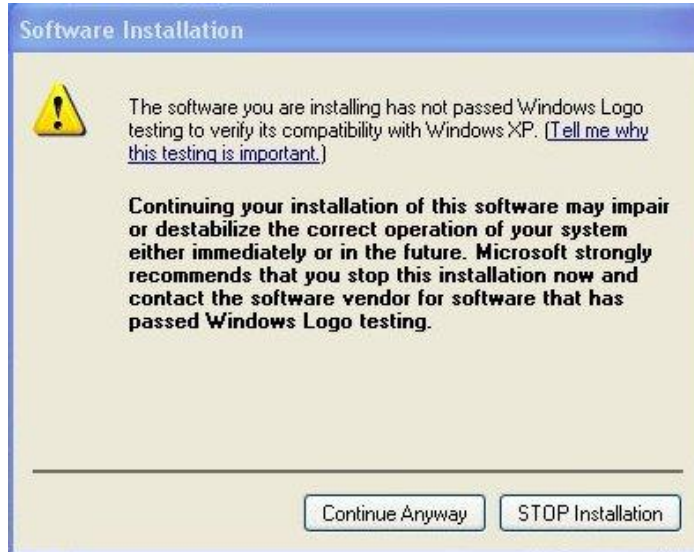 Software Installation
The software you are installing has not passed Windows Logo
testing to verify its compatibility with Windows XP. (Tell me why
this testing is important.)
Continuing your installation of this software may impair
or destabilize the correct operation of your system
either immediately or in the future. Microsoft strongly
recommends that you stop this installation now and
contact the software vendor for software that has
passed Windows Logo testing.
Continue Anyway
STOP Installation